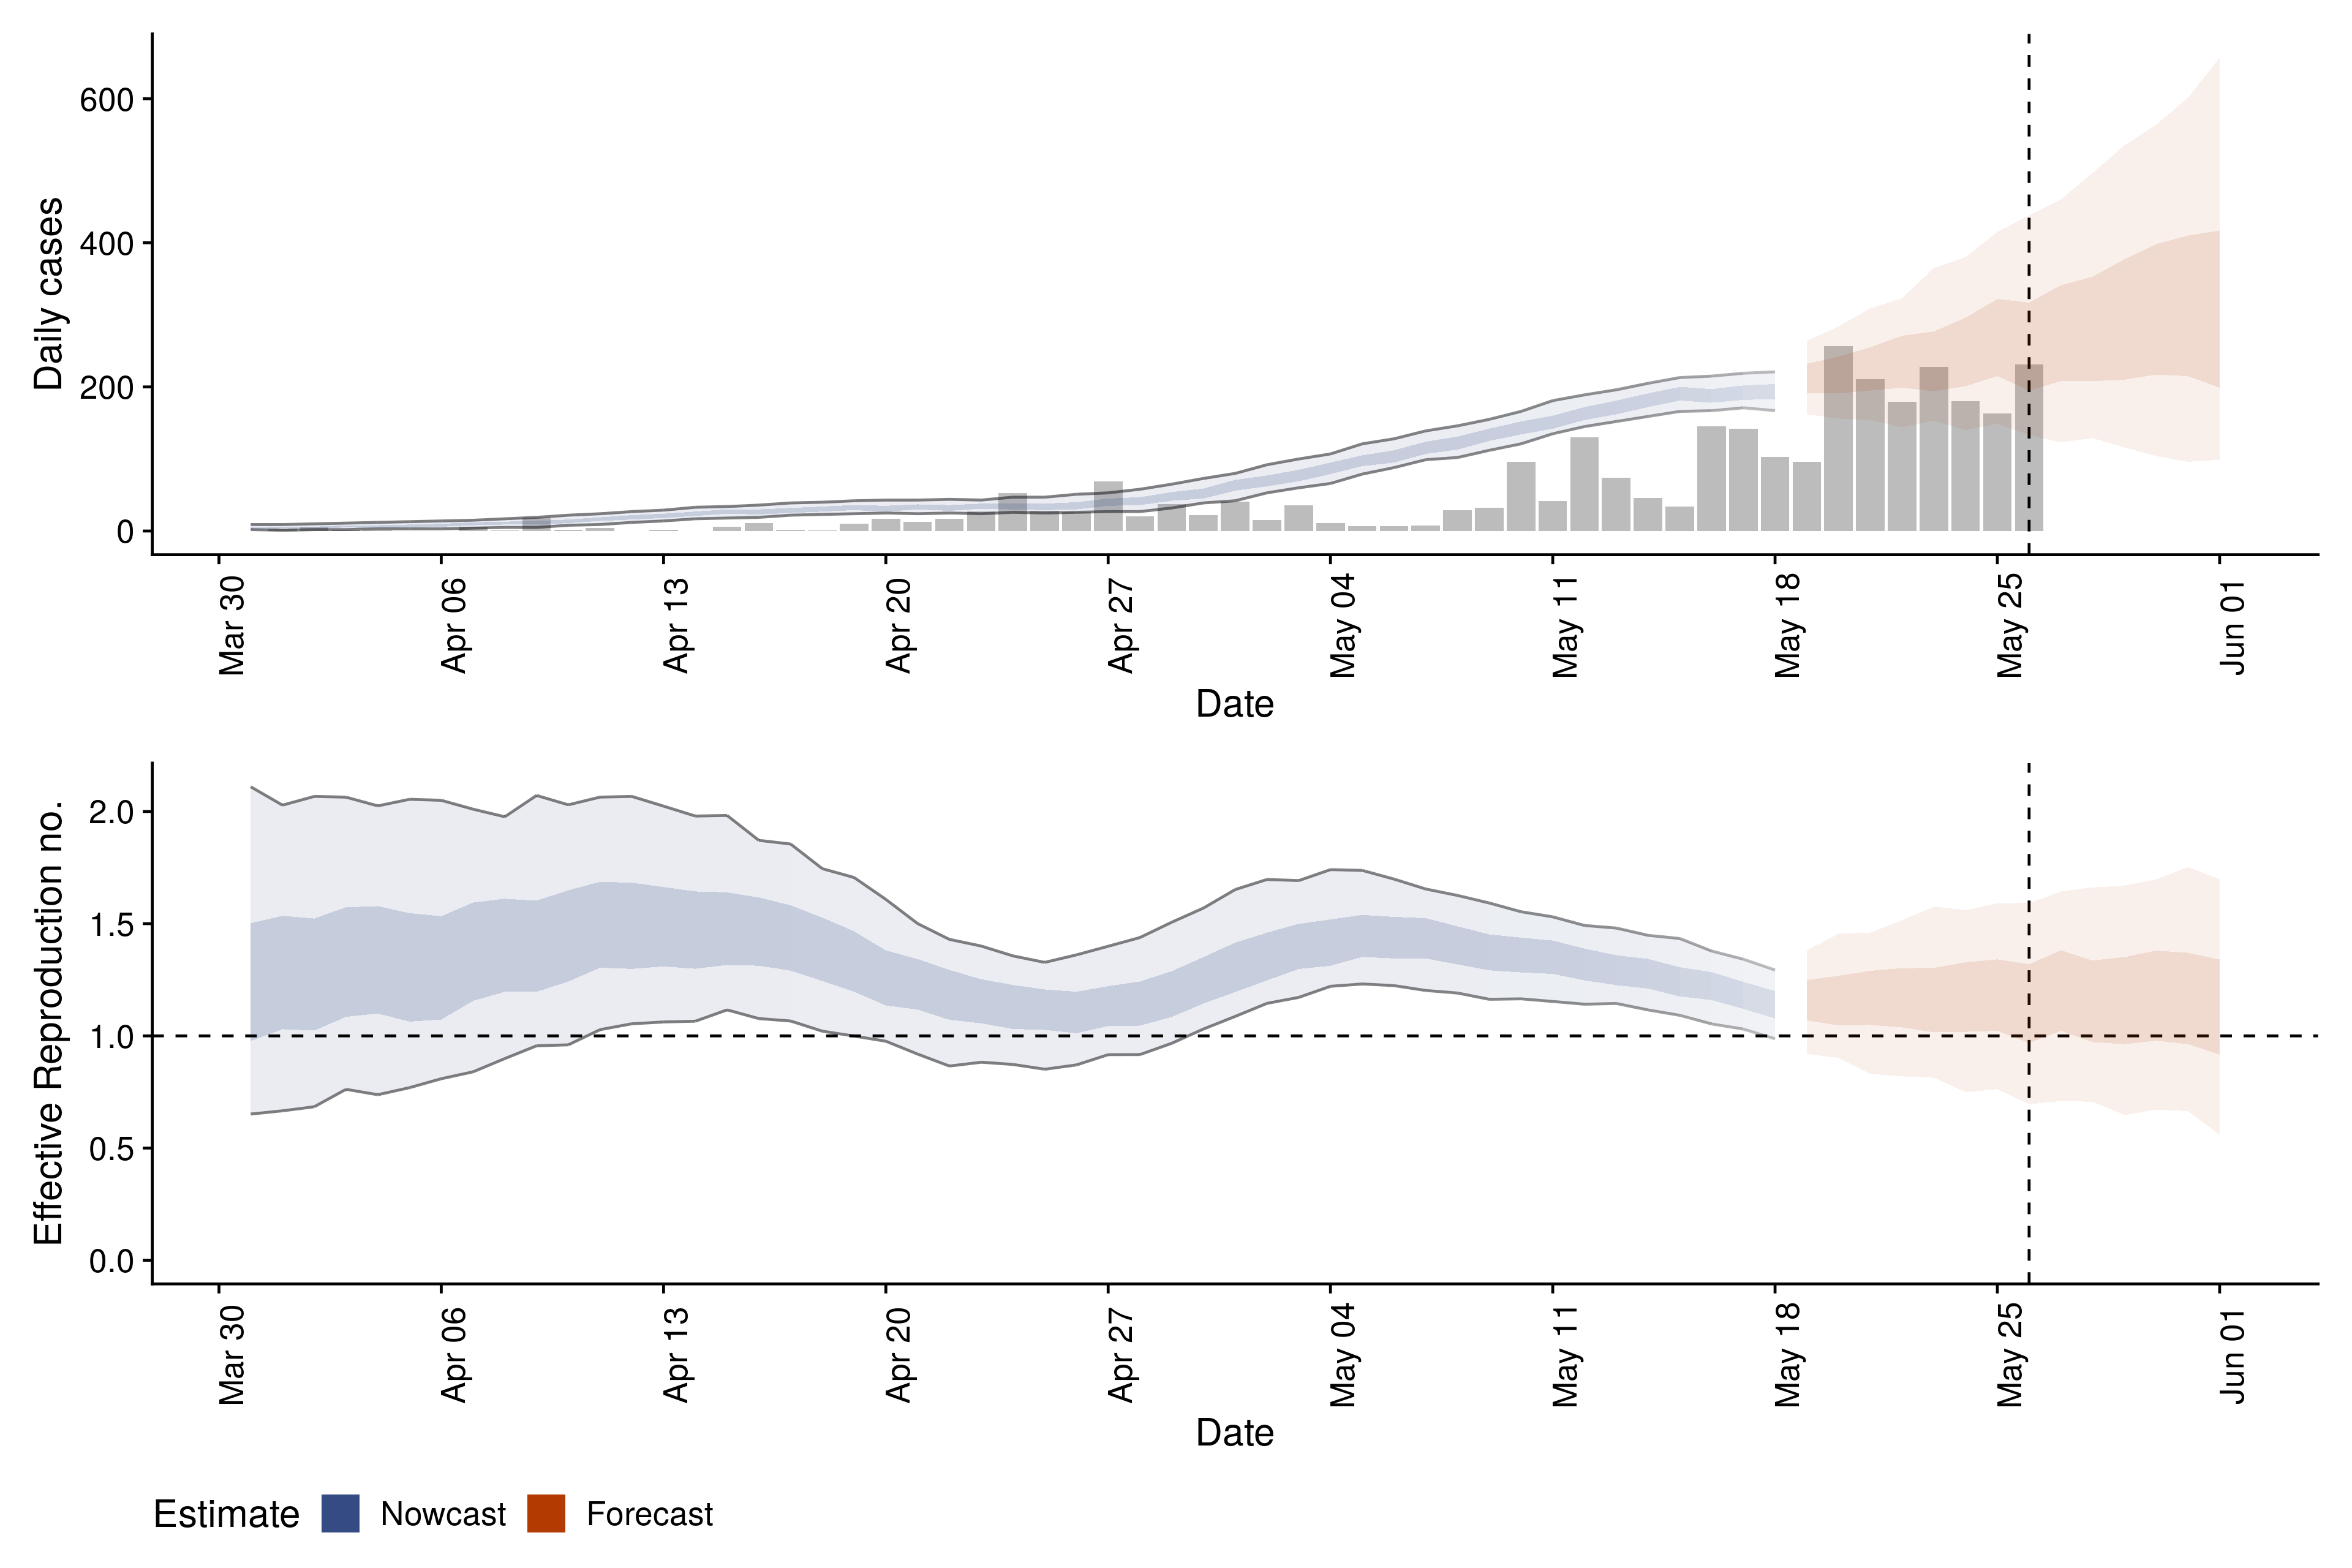 600
400
200
0
Daily cases
Mar 30
Apr 06
Apr 13
Apr 20
Apr 27
May 04
May 11
May 18
May 25
Jun 01
Date
2.0
1.5
1.0
0.5
0.0
Effective Reproduction no.
Mar 30
Apr 06
Apr 13
Apr 20
Apr 27
May 04
May 11
May 18
May 25
Jun 01
Date
Estimate Nowcast Forecast